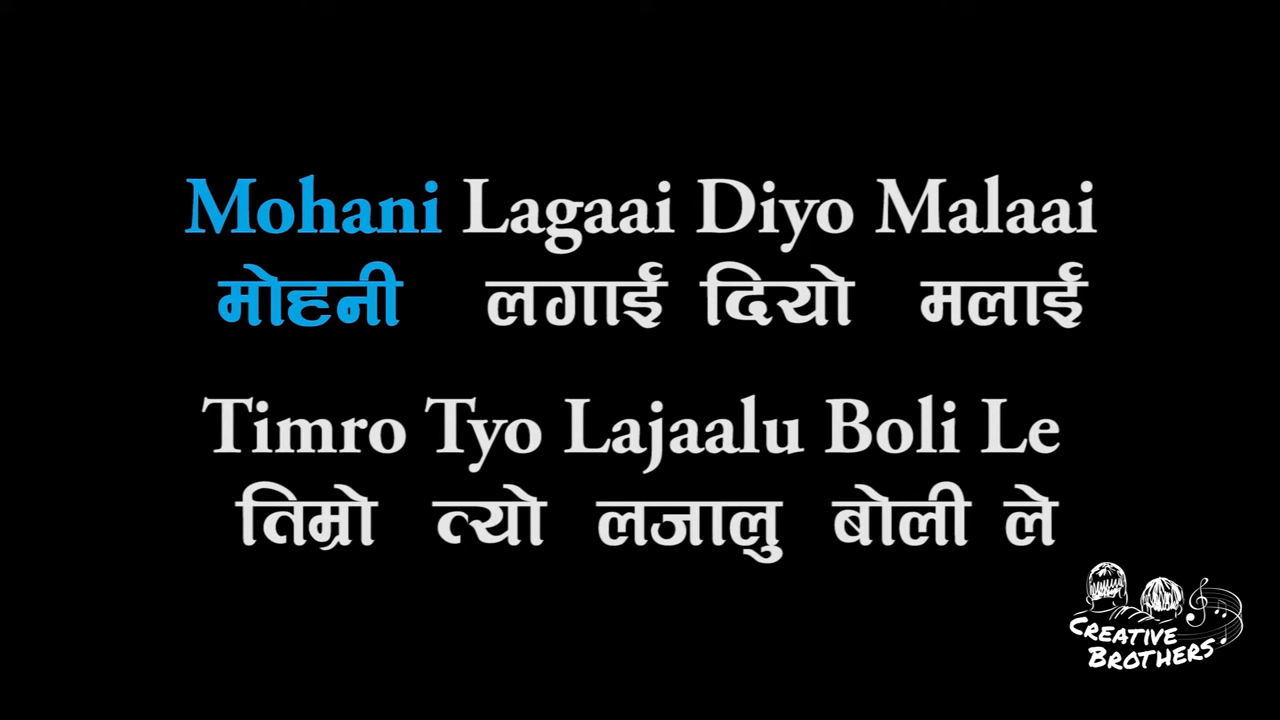 Mohani Lagaai Diyo Malaai
मोहनी लगाईं दियो मलाईं
Timro Tyo Lajaalu Boli Le
तिम्रो त्यो लजालु बोली ले
CREATIVE
BROTHERS